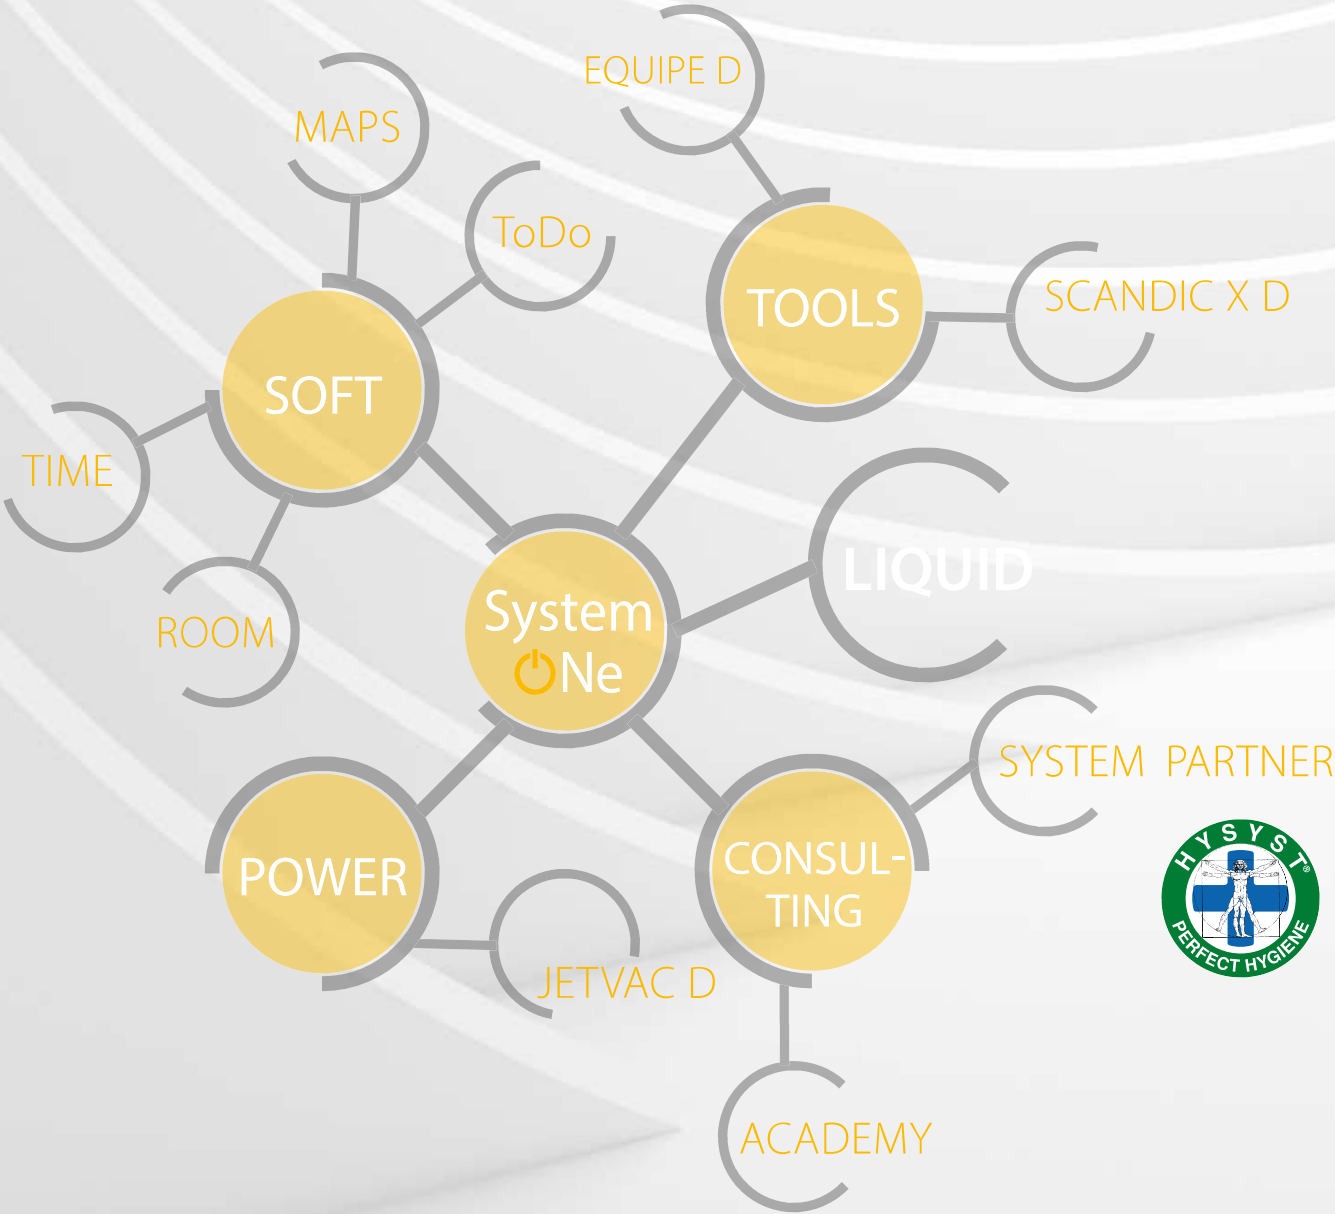 EQUIPE D
MAPS
ToDo
TOOLS
SCANDIC X D
SOFT
TIME
LIQUID
System
ONe
ROOM
SYSTEM PARTNER
POWER
CONSUL-
TING
HYSYST®
PERFECT HYGIENE
JETVAC D
ACADEMY